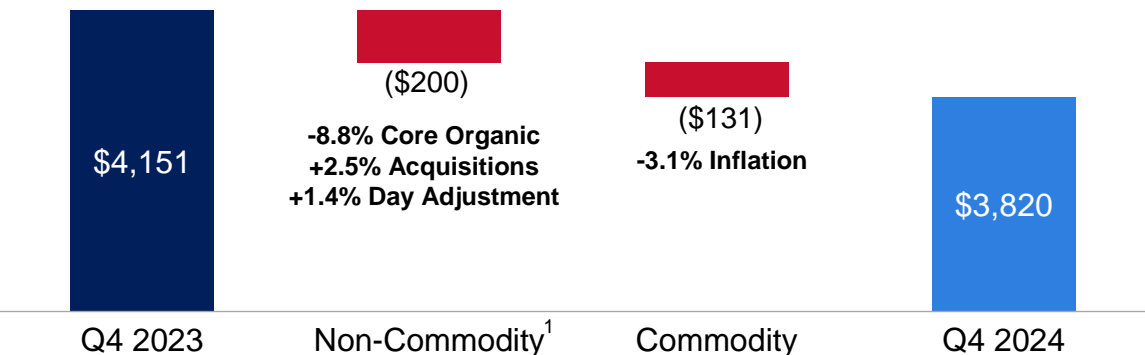 $4,151
($200)
-8.8% Core Organic
+2.5% Acquisitions
+1.4% Day Adjustment
($131)
-3.1% Inflation
$3,820
Q4 2023
Non-Commodity1
Commodity
Q4 2024